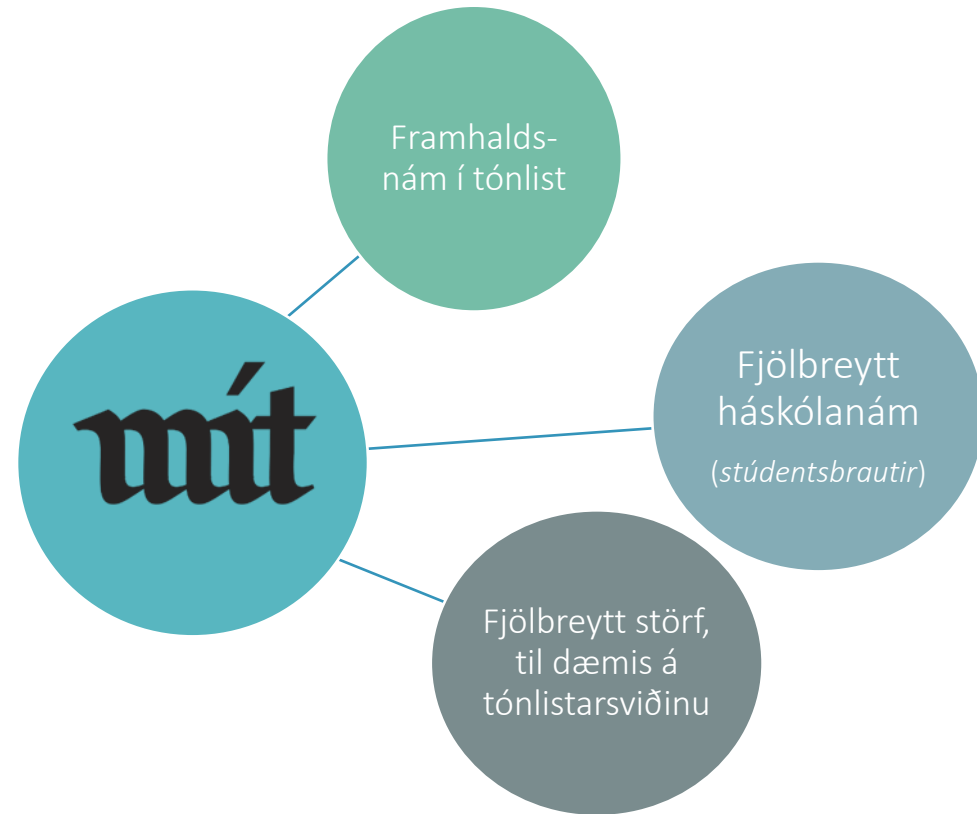 Framhalds-
nám í tónlist
mít
Fjölbreytt
háskólanám
(stúdentsbrautir)
Fjölbreytt störf,
til dæmis á
tónlistarsviðinu